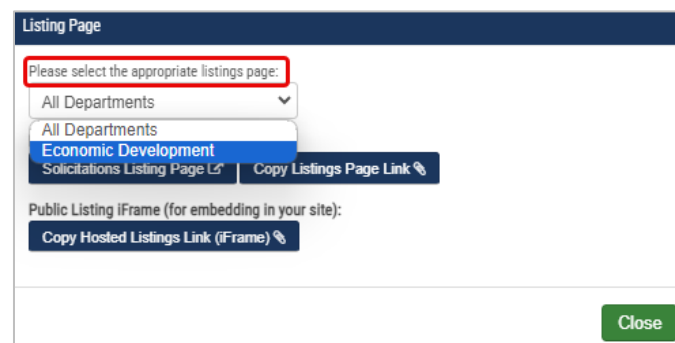 Listing Page
Please select the appropriate listings page:
All Departments
All Departments
Economic Development
Solicitations Listing Page
Copy Listings Page Link
Public Listing iFrame (for embedding in your site):
Copy Hosted Listings Link (iFrame)
Close